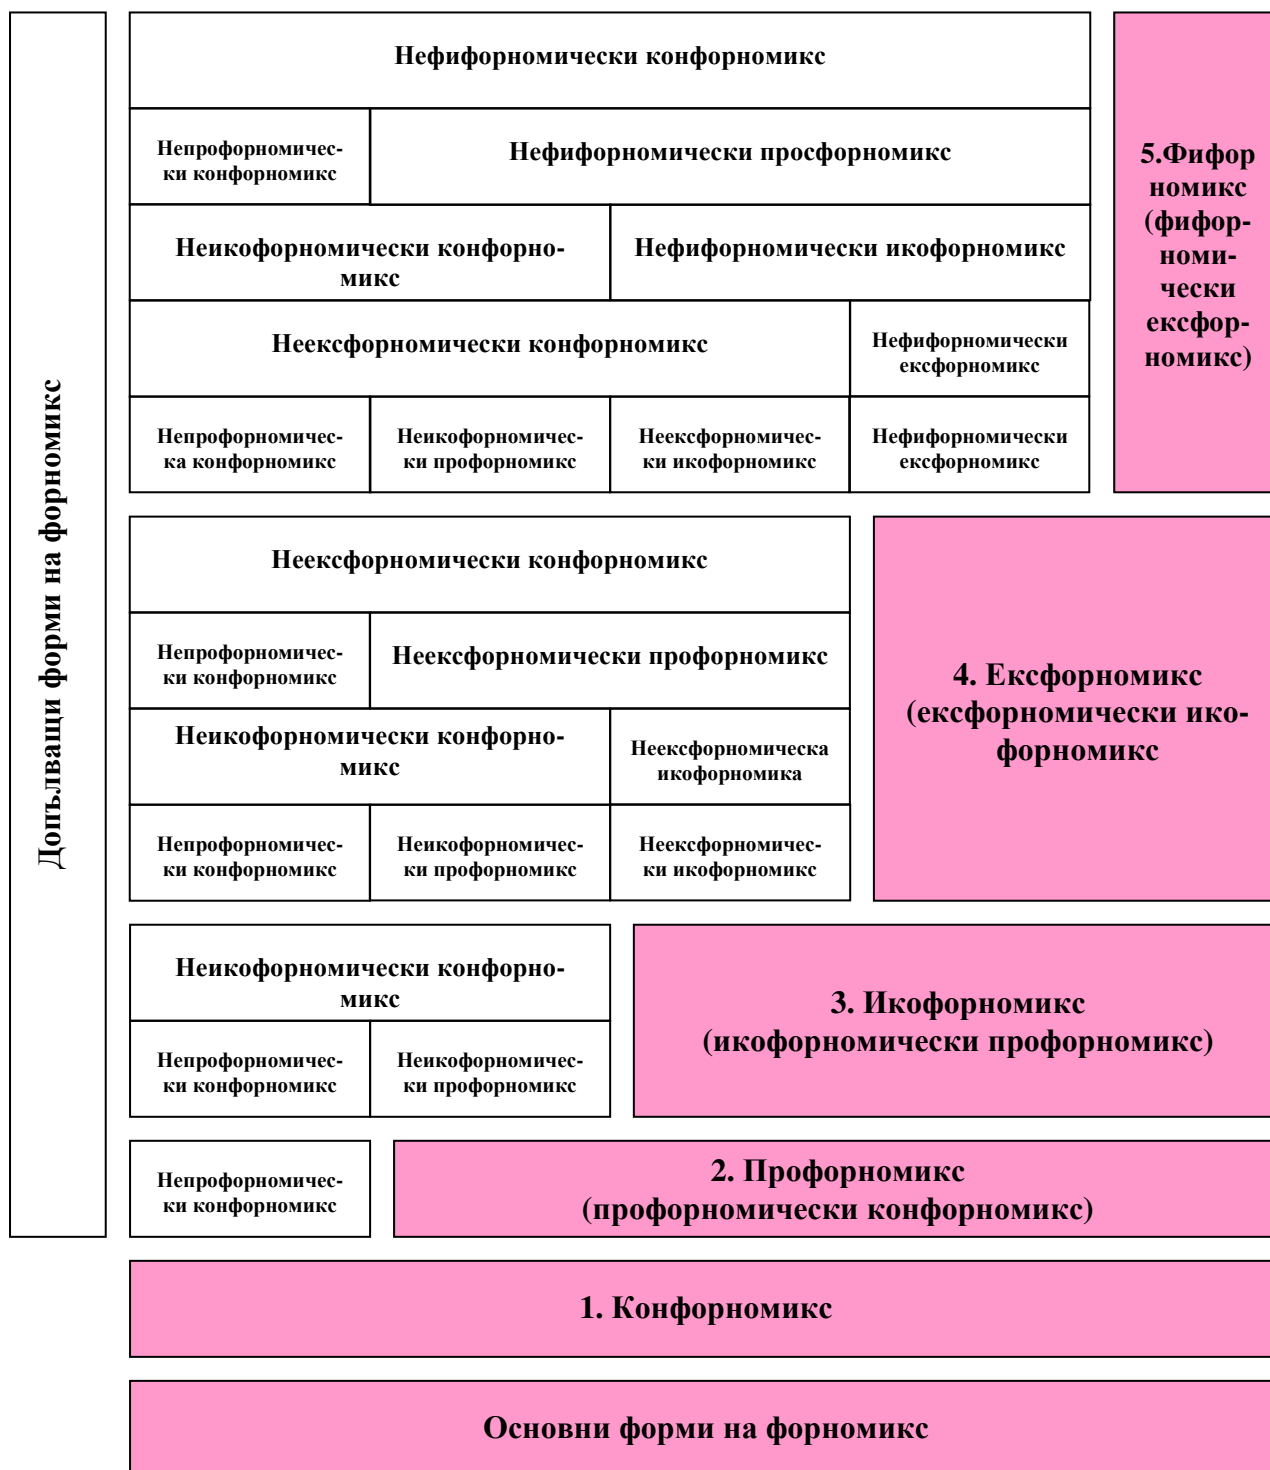 Допълващи форми на форномикс
Нефифорномически конфорномикс
Непрофорномичес-
ки конфорномикс
Нефифорномически просфорномикс
Неикофорномически конфорно-
микс
Нефифорномически икофорномикс
Неексфорномически конфорномикс
Нефифорномически
ексфорномикс
Непрофорномичес-
ка конфорномикс
Неикофорномичес-
ки профорномикс
Неексфорномичес-
ки икофорномикс
Нефифорномически
ексфорномикс
5.Фифор
номикс
(фифор-
номи-
чески
ексфор-
номикс)
Неексфорномически конфорномикс
Непрофорномичес-
ки конфорномикс
Неексфорномически профорномикс
Неикофорномически конфорно-
микс
Неексфорномическа
икофорномика
Непрофорномичес-
ки конфорномикс
Неикофорномичес-
ки профорномикс
Неексфорномичес-
ки икофорномикс
4. Ексфорномикс
(ексфорномически ико-
форномикс
Неикофорномически конфорно-
микс
Непрофорномичес-
ки конфорномикс
Неикофорномичес-
ки профорномикс
3. Икофорномикс
(икофорномически профорномикс)
Непрофорномичес-
ки конфорномикс
2. Профорномикс
(профорномически конфорномикс)
1. Конфорномикс
Основни форми на форномикс